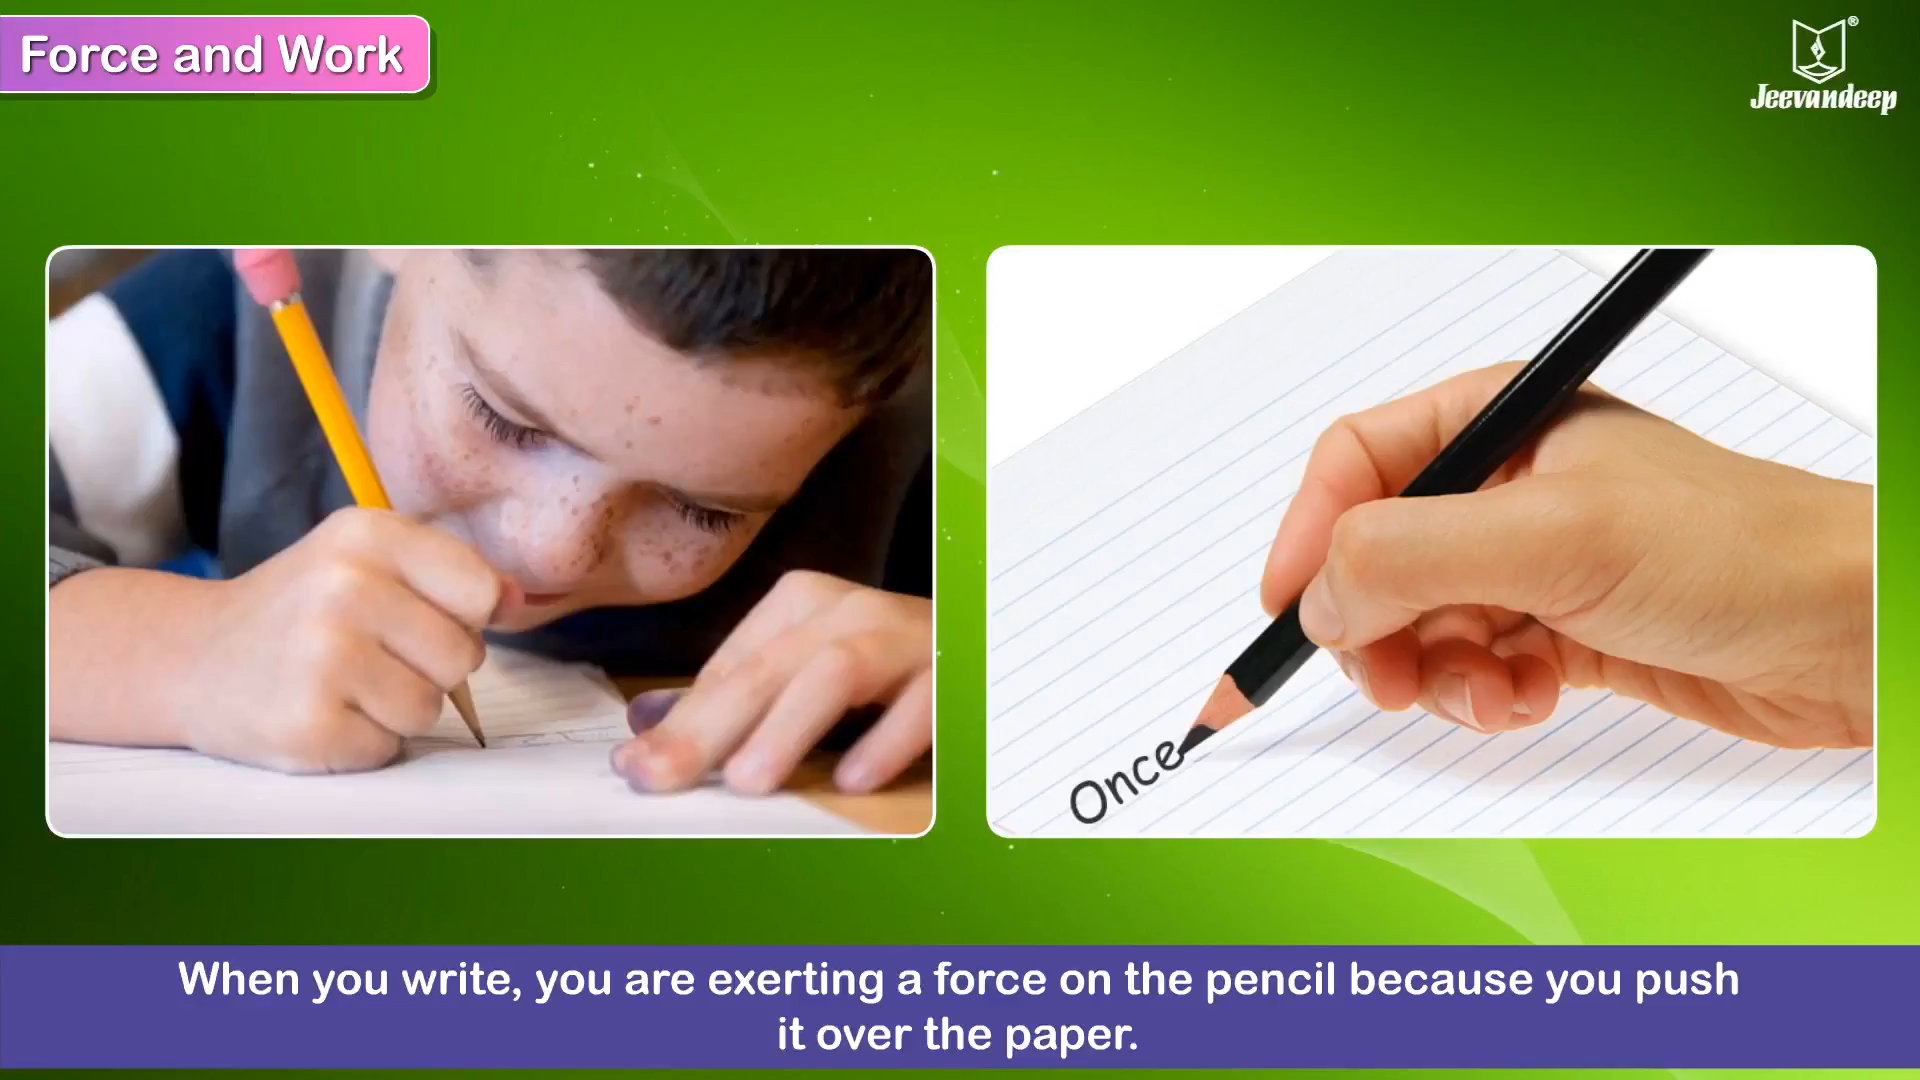 Force and Work
®
Jeevandeep
Once
When you write, you are exerting a force on the pencil because you push
it over the paper.